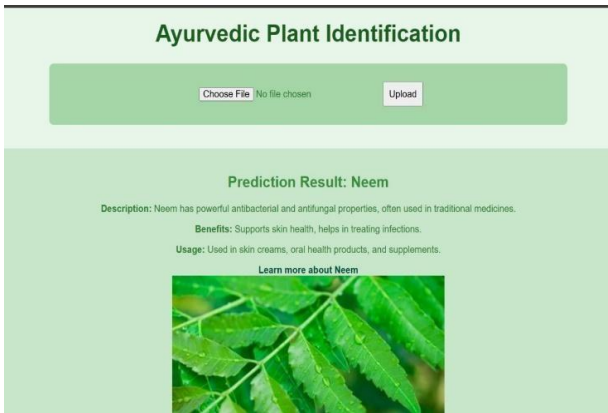 Ayurvedic Plant Identification
Choose File No file chosen Upload
Prediction Result: Neem
Description: Neem has powerful antibacterial and antifungal properties, often used in traditional medicines.
Benefits: Supports skin health, helps in treating infections.
Usage: Used in skin creams, oral health products, and supplements.
Learn more about Neem